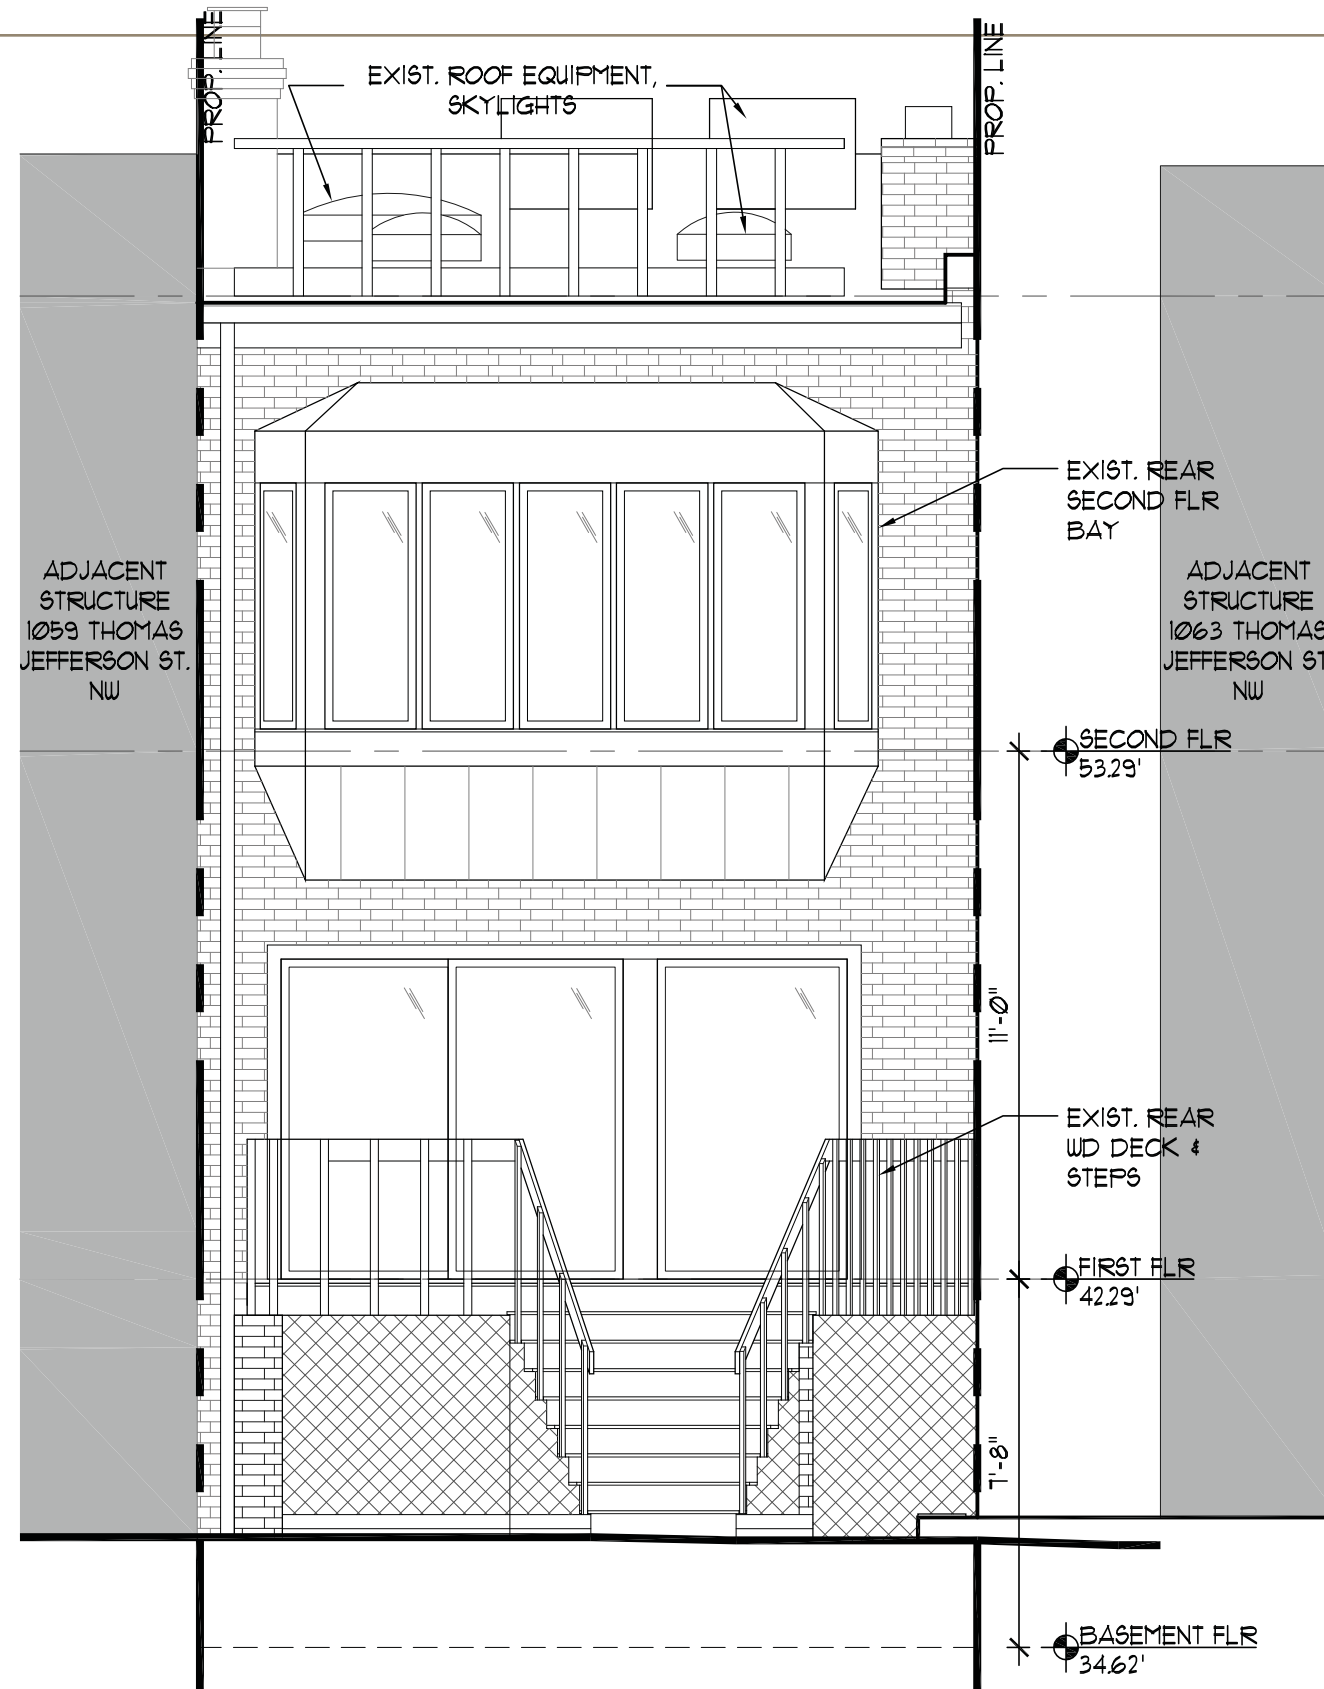 PROP. LINE
PROP. LINE
EXIST. ROOF EQUIPMENT,
SKYLIGHTS
EXIST. REAR
SECOND FLR
BAY
ADJACENT
STRUCTURE
1059 THOMAS
JEFFERSON ST.
NW
ADJACENT
STRUCTURE
1063 THOMAS
JEFFERSON ST
NW
SECOND FLR
53.29'
11'-0"
EXIST. REAR
WD DECK &
STEPS
FIRST FLR
42.29'
7'-8"
BASEMENT FLR
34.62'